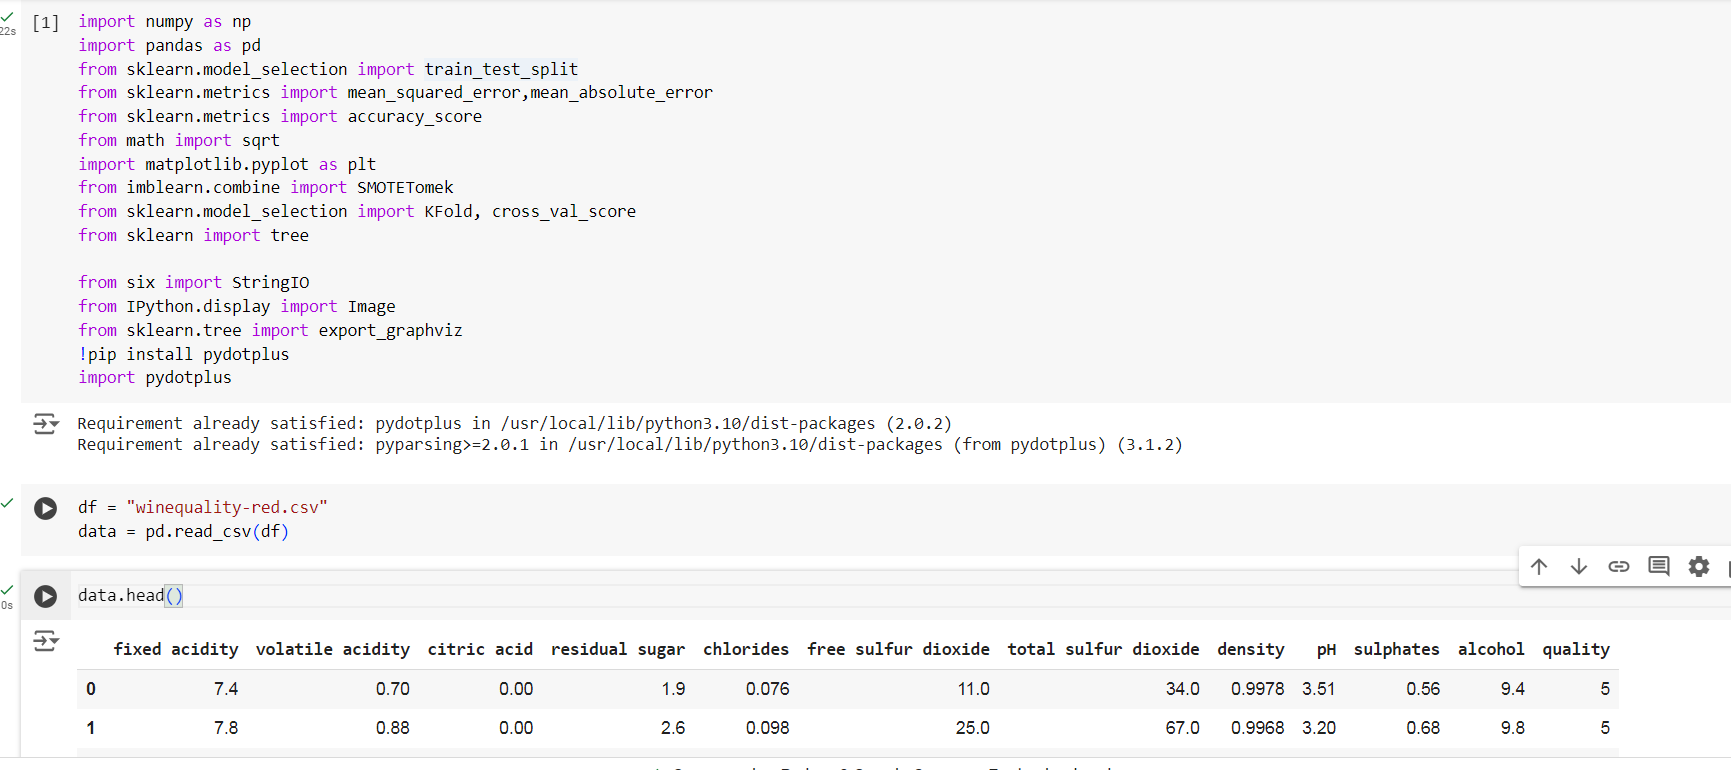 [1] import numpy as np
22s
import pandas as pd
from sklearn.model_selection import train_test_split
from sklearn.metrics import mean_squared_error,mean_absolute_error
from sklearn.metrics import accuracy_score
from math import sqrt
import matplotlib.pyplot as plt
from imblearn.combine import SMOTETomek
from sklearn.model_selection import KFold, cross_val_score
from sklearn import tree
from six import StringIO
from IPython.display import Image
from sklearn.tree import export_graphviz
!pip install pydotplus
import pydotplus
Requirement already satisfied: pydotplus in /usr/local/lib/python3.10/dist-packages (2.0.2)
Requirement already satisfied: pyparsing>=2.0.1 in /usr/local/lib/python3.10/dist-packages (from pydotplus) (3.1.2)
df = "winequality-red.csv"
data = pd.read_csv(df)
data.head()
0s
fixed acidity volatile acidity citric acid residual sugar chlorides free sulfur dioxide total sulfur dioxide density pH sulphates alcohol quality
0 7.4 0.70 0.00 1.9 0.076 11.0 34.0 0.9978 3.51 0.56 9.4 5
1 7.8 0.88 0.00 2.6 0.098 25.0 67.0 0.9968 3.20 0.68 9.8 5